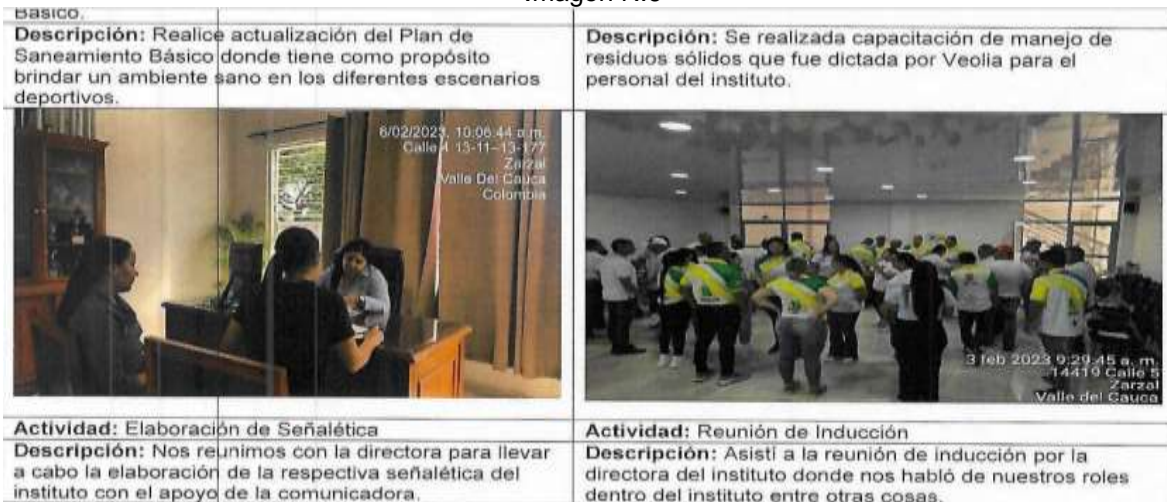 Básico.
Descripción: Realice actualización del Plan de
Saneamiento Básico donde tiene como propósito
brindar un ambiente sano en los diferentes escenarios
deportivos.
Descripción: Se realizada capacitación de manejo de
residuos sólidos que fue dictada por Veolia para el
personal del instituto.
6/02/2023, 10:06:44 a.m.
Calle 4 13-11–13-177
Zarzal
Valle Del Cauca
Colombia
3 feb 2023 9:29:45 a. m.
14419 Calle 5
Zarzal
Valle del Cauca
Actividad: Elaboración de Señalética
Descripción: Nos reunimos con la directora para llevar
a cabo la elaboración de la respectiva señalética del
instituto con el apoyo de la comunicadora.
Actividad: Reunión de Inducción
Descripción: Asistí a la reunión de inducción por la
directora del instituto donde nos habló de nuestros roles
dentro del instituto entre otras cosas.